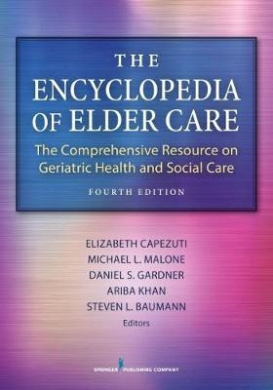 THE
ENCYCLOPEDIA
OF ELDER CARE
The Comprehensive Resource on
Geriatric Health and Social Care
FOURTH EDITION
ELIZABETH CAPEZUTI
MICHAEL L. MALONE
DANIEL S. GARDNER
ARIBA KHAN
STEVEN L. BAUMANN
Editors
SPRINGER PUBLISHING COMPANY